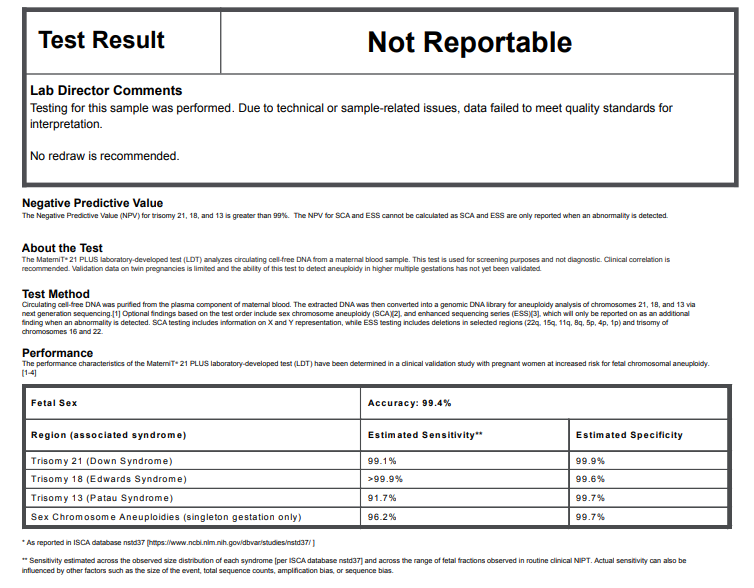 Test Result
Not Reportable
Lab Director Comments
Testing for this sample was performed. Due to technical or sample-related issues, data failed to meet quality standards for
interpretation.
No redraw is recommended.
Negative Predictive Value
The Negative Predictive Value (NPV) for trisomy 21, 18, and 13 is greater than 99%. The NPV for SCA and ESS cannot be calculated as SCA and ESS are only reported when an abnormality is detected.
About the Test
The MaterniT® 21 PLUS laboratory-developed test (LDT) analyzes circulating cell-free DNA from a maternal blood sample. This test is used for screening purposes and not diagnostic. Clinical correlation is
recommended. Validation data on twin pregnancies is limited and the ability of this test to detect aneuploidy in higher multiple gestations has not yet been validated.
Test Method
Circulating cell-free DNA was purified from the plasma component of maternal blood. The extracted DNA was then converted into a genomic DNA library for aneuploidy analysis of chromosomes 21, 18, and 13 via
next generation sequencing.[1] Optional findings based on the test order include sex chromosome aneuploidy (SCA)[2], and enhanced sequencing series (ESS)[3], which will only be reported on as an additional
finding when an abnormality is detected. SCA testing includes information on X and Y representation, while ESS testing includes deletions in selected regions (22q, 15q, 11q, 8q, 5p, 4p, 1p) and trisomy of
chromosomes 16 and 22.
Performance
The performance characteristics of the MaterniT® 21 PLUS laboratory-developed test (LDT) have been determined in a clinical validation study with pregnant women at increased risk for fetal chromosomal aneuploidy.
[1-4]
Fetal Sex Accuracy: 99.4%
Region (associated syndrome) Estimated Sensitivity** Estimated Specificity
Trisomy 21 (Down Syndrome) 99.1% 99.9%
Trisomy 18 (Edwards Syndrome) >99.9% 99.6%
Trisomy 13 (Patau Syndrome) 91.7% 99.7%
Sex Chromosome Aneuploidies (singleton gestation only) 96.2% 99.7%
* As reported in ISCA database nstd37 [https://www.ncbi.nlm.nih.gov/dbvar/studies/nstd37/ ]
** Sensitivity estimated across the observed size distribution of each syndrome [per ISCA database nstd37] and across the range of fetal fractions observed in routine clinical NIPT. Actual sensitivity can also be
influenced by other factors such as the size of the event, total sequence counts, amplification bias, or sequence bias.